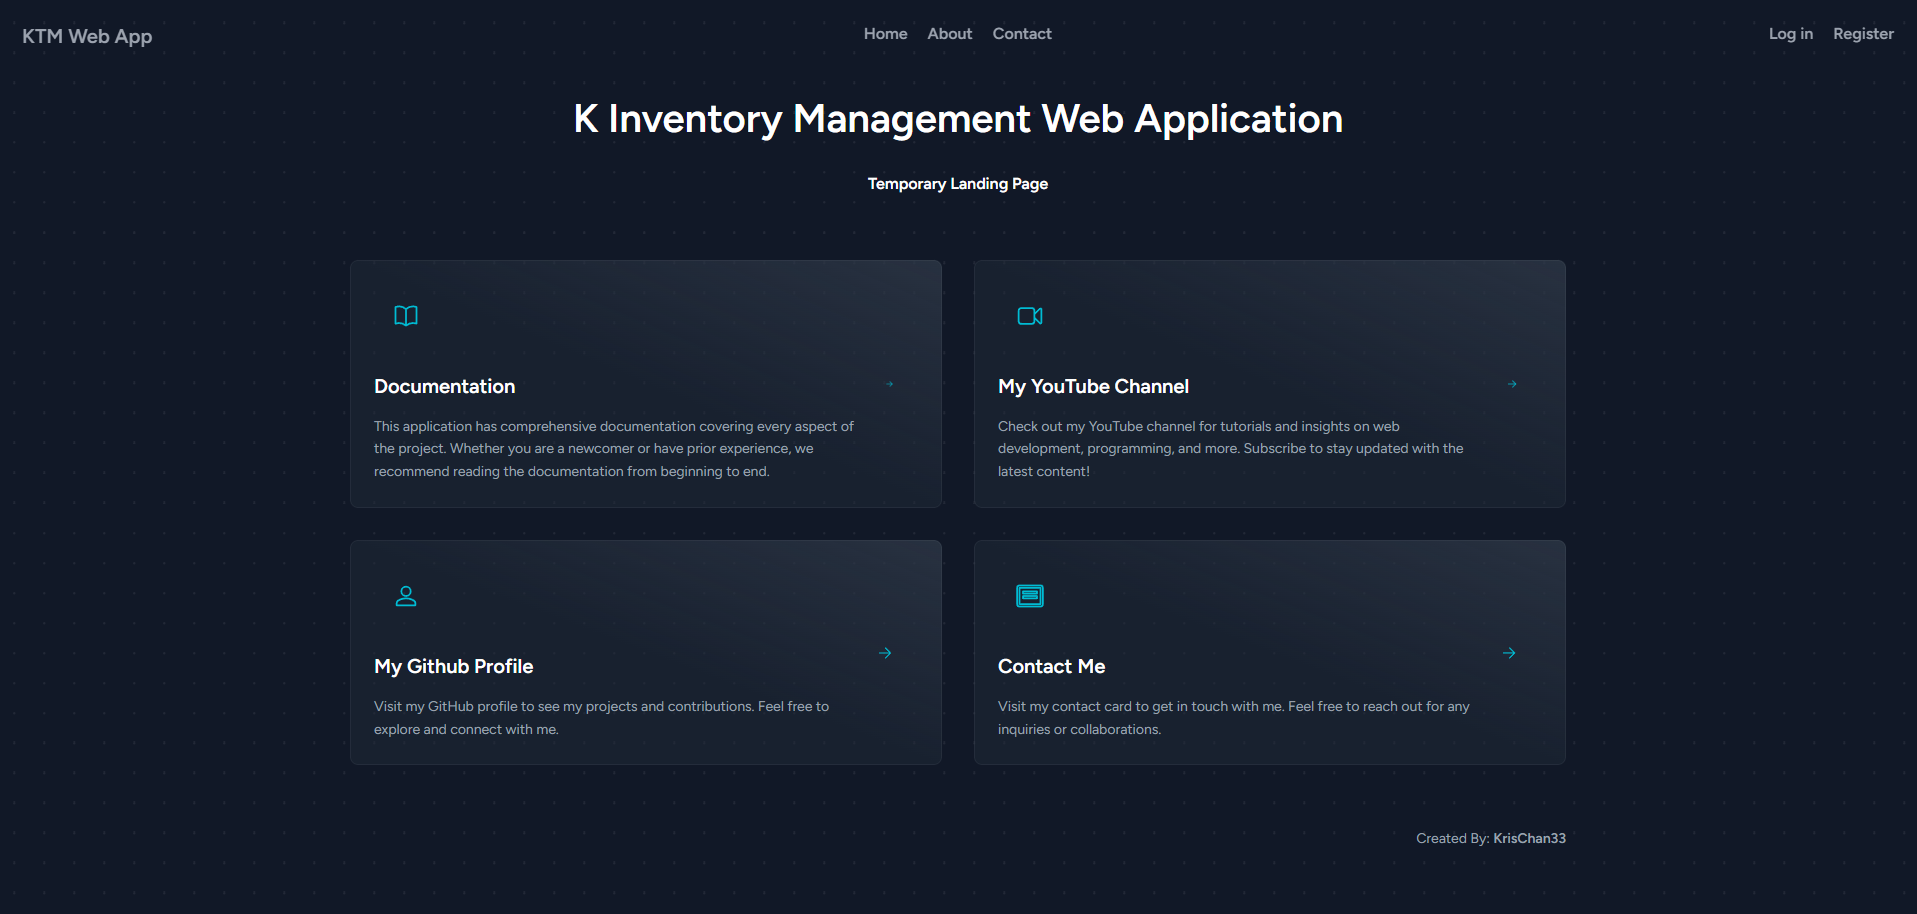 KTM Web App
Home About Contact
Log in Register
K Inventory Management Web Application
Temporary Landing Page
Documentation
This application has comprehensive documentation covering every aspect of
the project. Whether you are a newcomer or have prior experience, we
recommend reading the documentation from beginning to end.
My YouTube Channel
Check out my YouTube channel for tutorials and insights on web
development, programming, and more. Subscribe to stay updated with the
latest content!
My Github Profile
Visit my GitHub profile to see my projects and contributions. Feel free to
explore and connect with me.
Contact Me
Visit my contact card to get in touch with me. Feel free to reach out for any
inquiries or collaborations.
Created By: KrisChan33